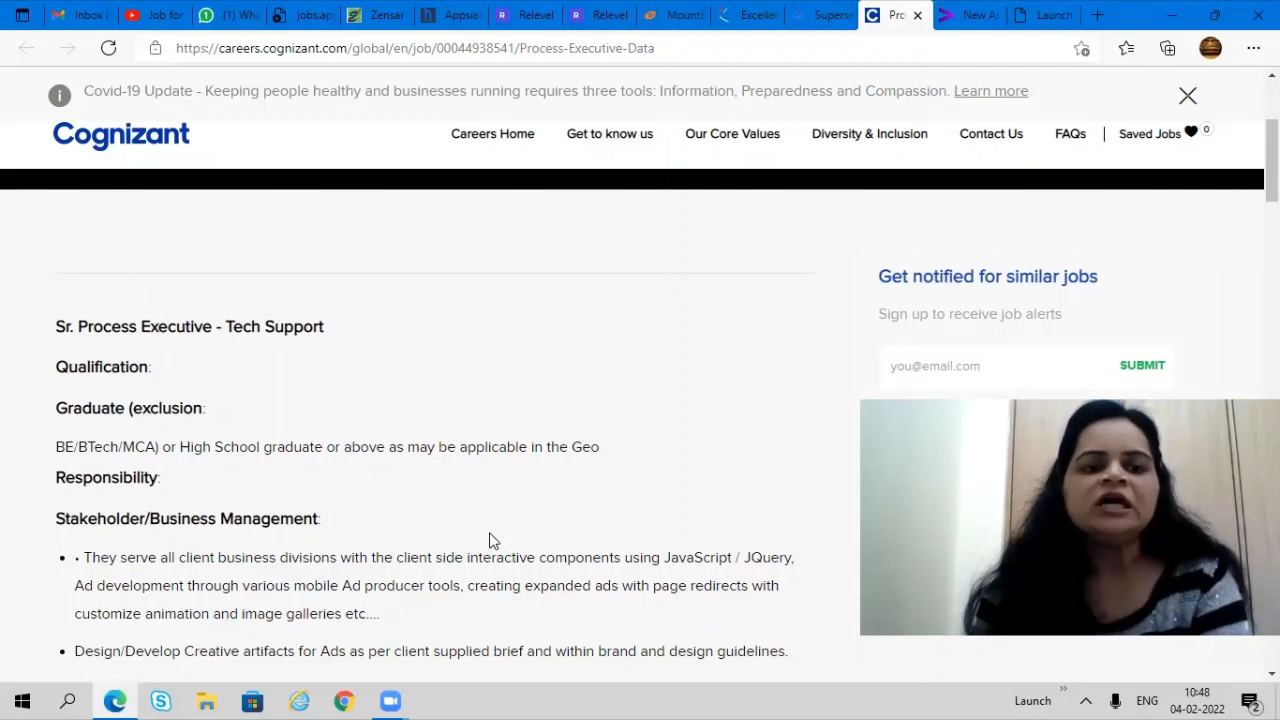 Inbox (
Job for
(1) Wha
jobs.ap
Zensar
Appsia
Relevel
Relevel
Mount
Excelle
Superse
Pro
New As
Launch
https://careers.cognizant.com/global/en/job/00044938541/Process-Executive-Data
Covid-19 Update - Keeping people healthy and businesses running requires three tools: Information, Preparedness and Compassion. Learn more
Cognizant
Careers Home
Get to know us
Our Core Values
Diversity & Inclusion
Contact Us
FAQs
Saved Jobs 0
Get notified for similar jobs
Sign up to receive job alerts
you@email.com
SUBMIT
Sr. Process Executive - Tech Support
Qualification:
Graduate (exclusion:
BE/BTech/MCA) or High School graduate or above as may be applicable in the Geo
Responsibility:
Stakeholder/Business Management:
• • They serve all client business divisions with the client side interactive components using JavaScript / JQuery,
Ad development through various mobile Ad producer tools, creating expanded ads with page redirects with
customize animation and image galleries etc....
• Design/Develop Creative artifacts for Ads as per client supplied brief and within brand and design guidelines.
Launch
ENG
10:48
04-02-2022
2